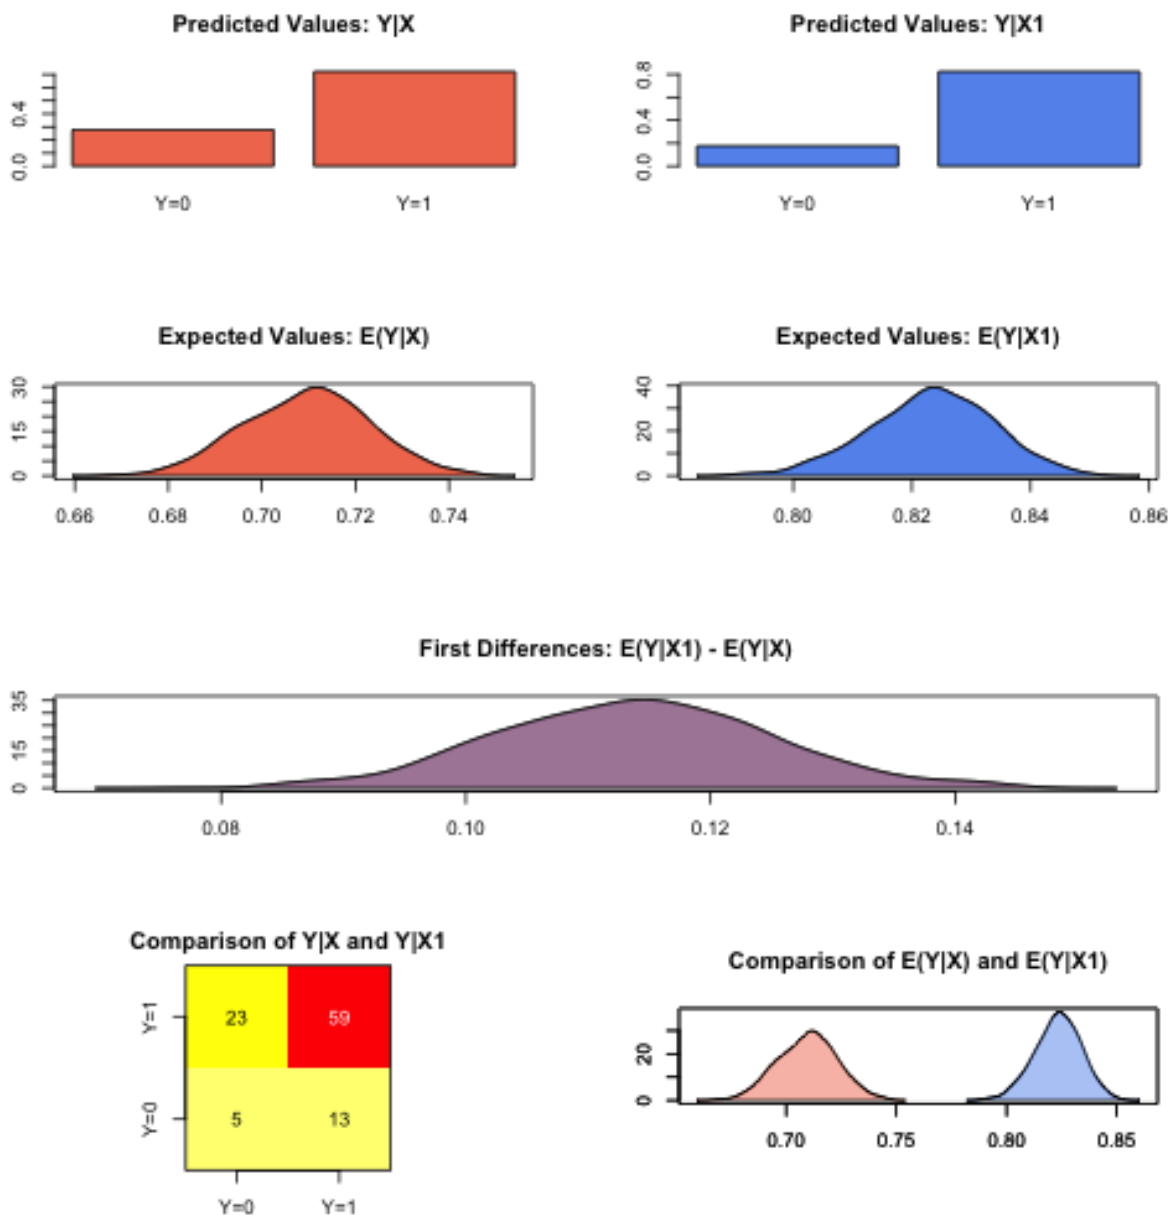 Predicted Values: Y|X
0.0 0.4
Y=0 Y=1
Predicted Values: Y|X1
0.0 0.4 0.8
Y=0 Y=1
Expected Values: E(Y|X)
0 15 30
0.66 0.68 0.70 0.72 0.74
Expected Values: E(Y|X1)
0 20 40
0.80 0.82 0.84 0.86
First Differences: E(Y|X1) - E(Y|X)
0 15 35
0.08 0.10 0.12 0.14
Comparison of Y|X and Y|X1
Y=1 23 59
Y=0 5 13
Y=0 Y=1
Comparison of E(Y|X) and E(Y|X1)
0 20
0.70 0.75 0.80 0.85